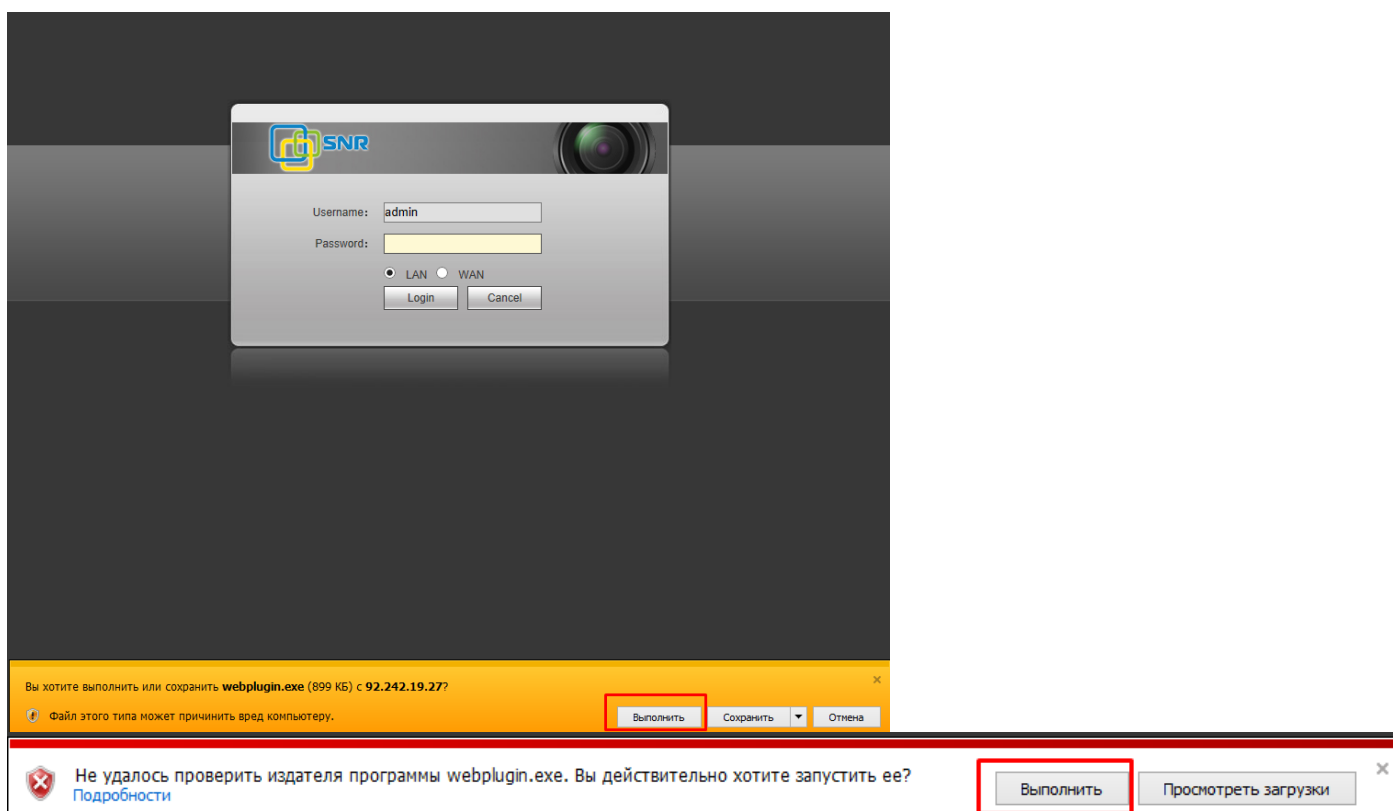 SNR
Username:
admin
Password:
LAN WAN
Login Cancel
Вы хотите выполнить или сохранить webplugin.exe (899 КБ) с 92.242.19.27?
Файл этого типа может причинить вред компьютеру.
Выполнить Сохранить Отмена
Не удалось проверить издателя программы webplugin.exe. Вы действительно хотите запустить ее?
Подробности
Выполнить Просмотреть загрузки